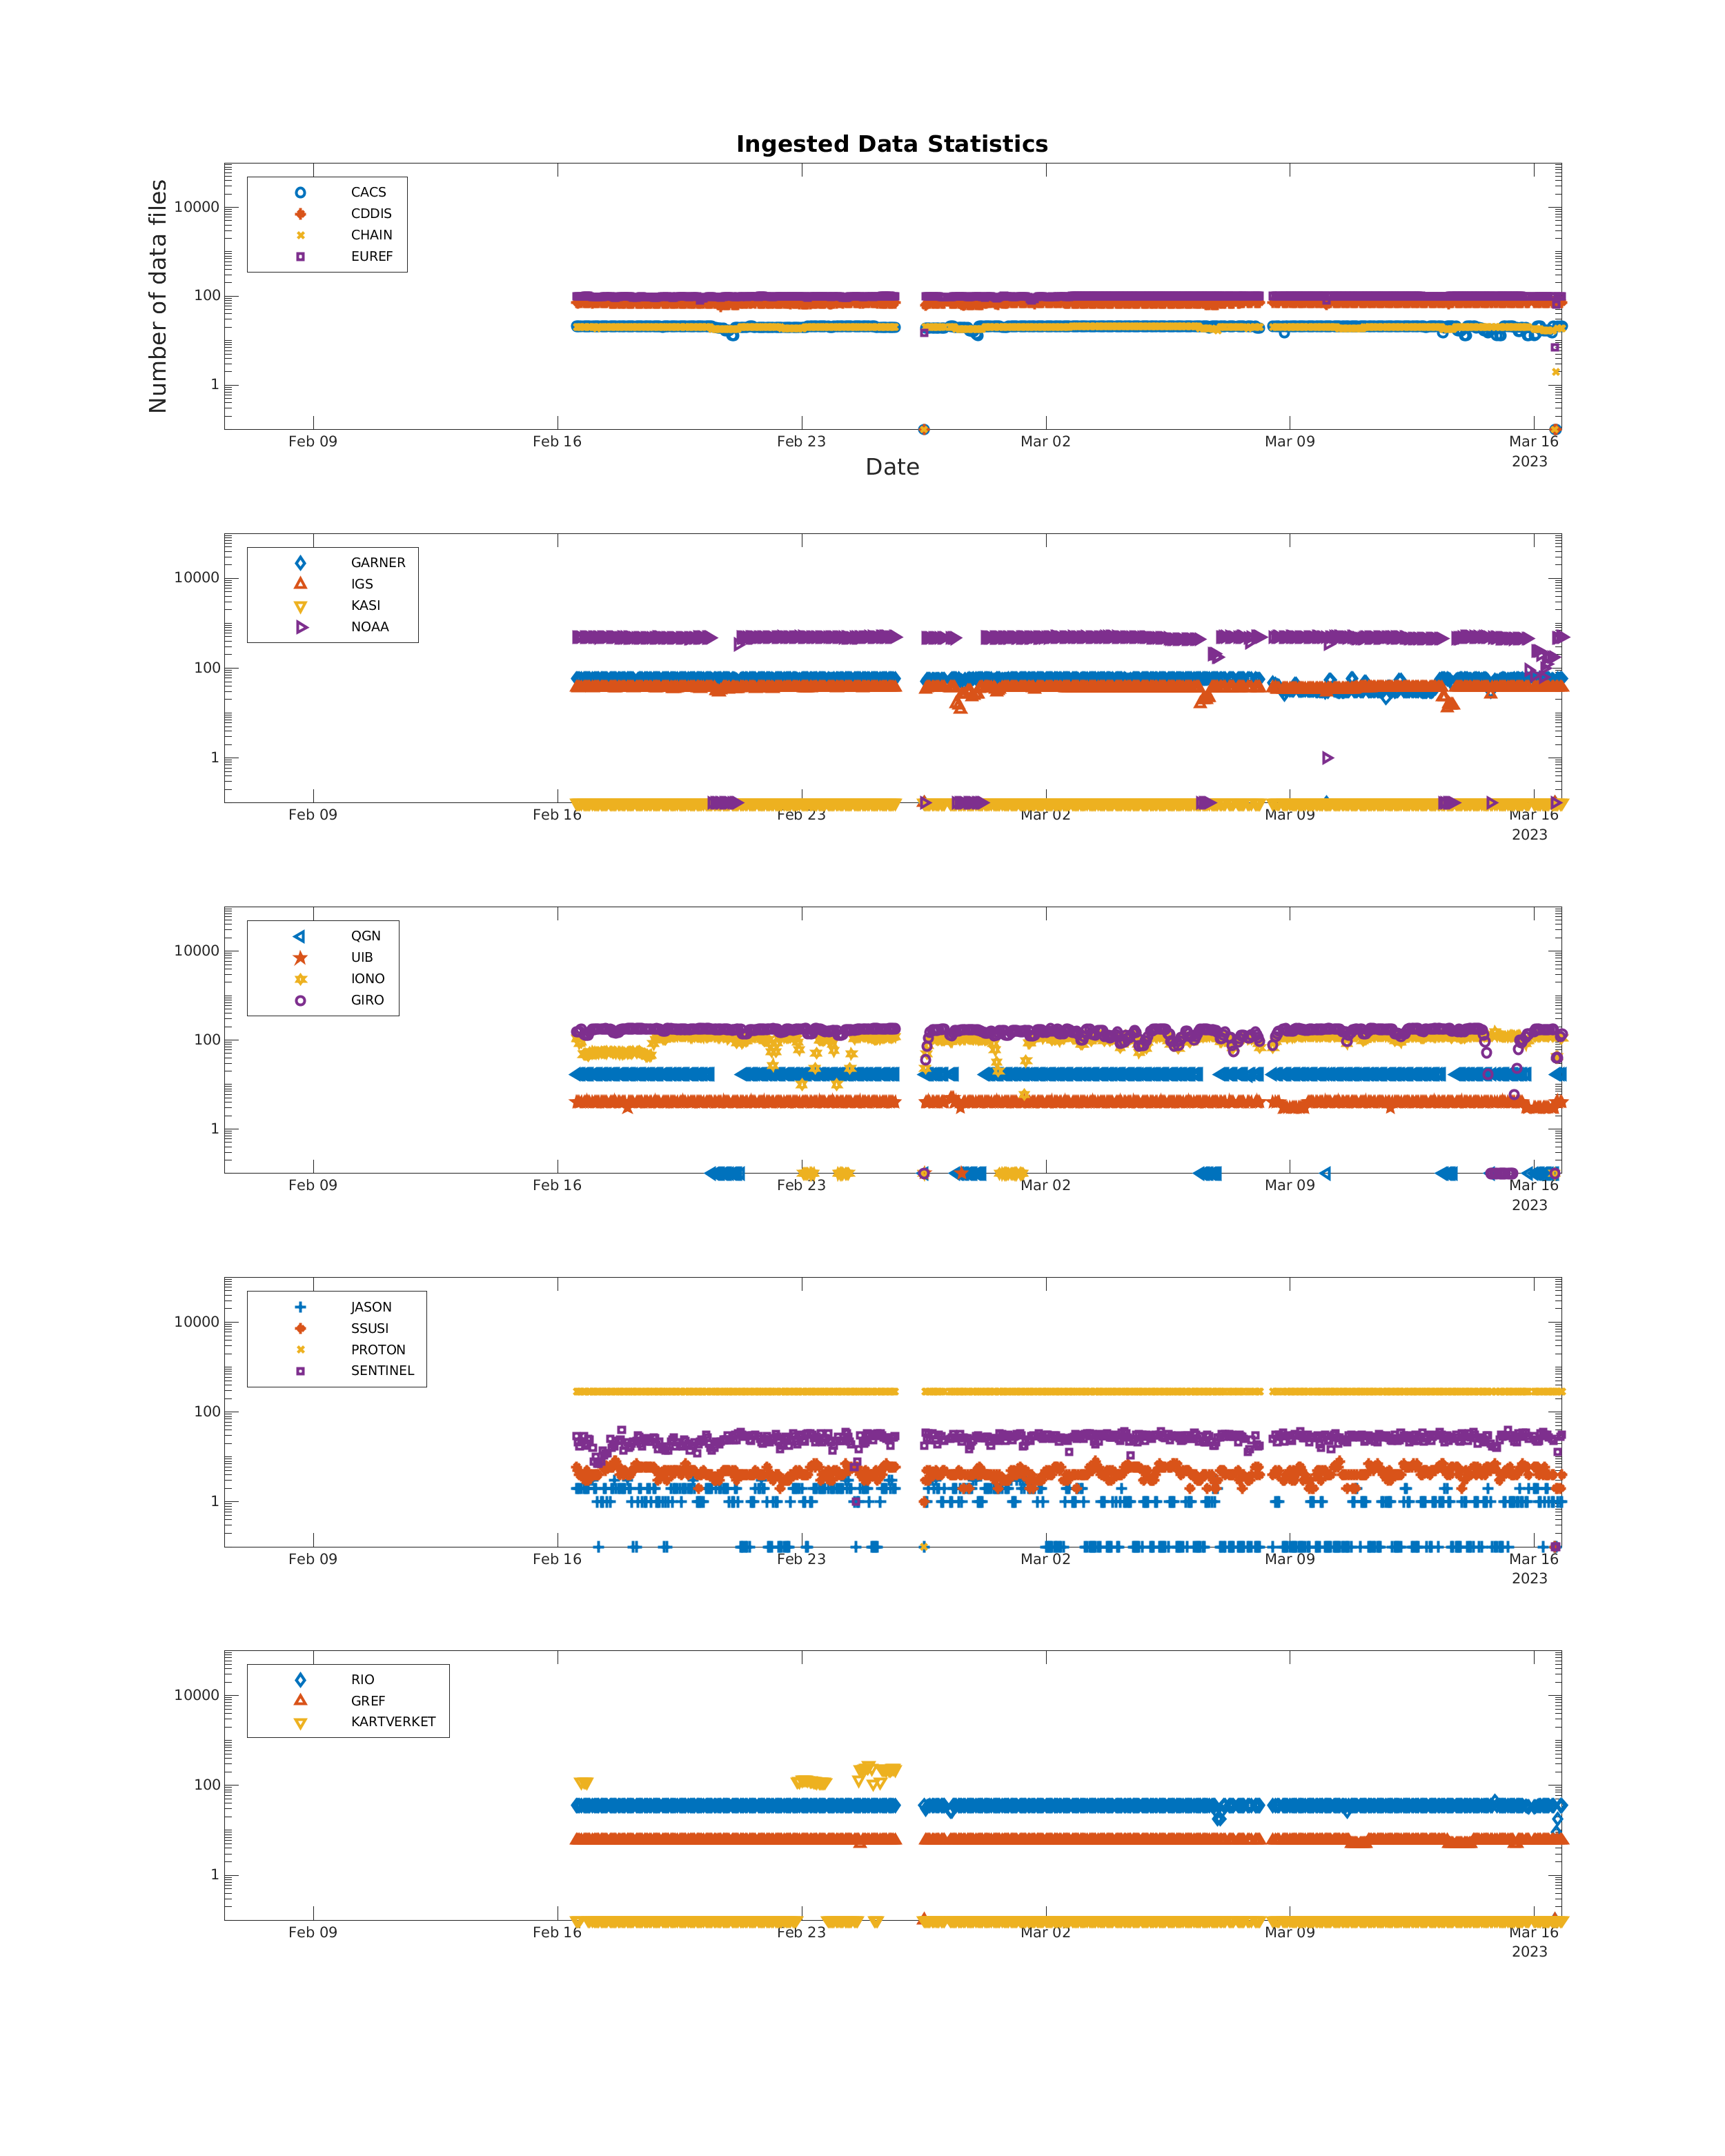 Ingested Data Statistics
Number of data files
10000
100
1
CACS
CDDIS
CHAIN
EUREF
Feb 09 Feb 16 Feb 23 Mar 02 Mar 09 Mar 16
2023
Date
10000
100
1
GARNER
IGS
KASI
NOAA
Feb 09 Feb 16 Feb 23 Mar 02 Mar 09 Mar 16
2023
10000
100
1
QGN
UIB
IONO
GIRO
Feb 09 Feb 16 Feb 23 Mar 02 Mar 09 Mar 16
2023
10000
100
1
JASON
SSUSI
PROTON
SENTINEL
Feb 09 Feb 16 Feb 23 Mar 02 Mar 09 Mar 16
2023
10000
100
1
RIO
GREF
KARTVERKET
Feb 09 Feb 16 Feb 23 Mar 02 Mar 09 Mar 16
2023